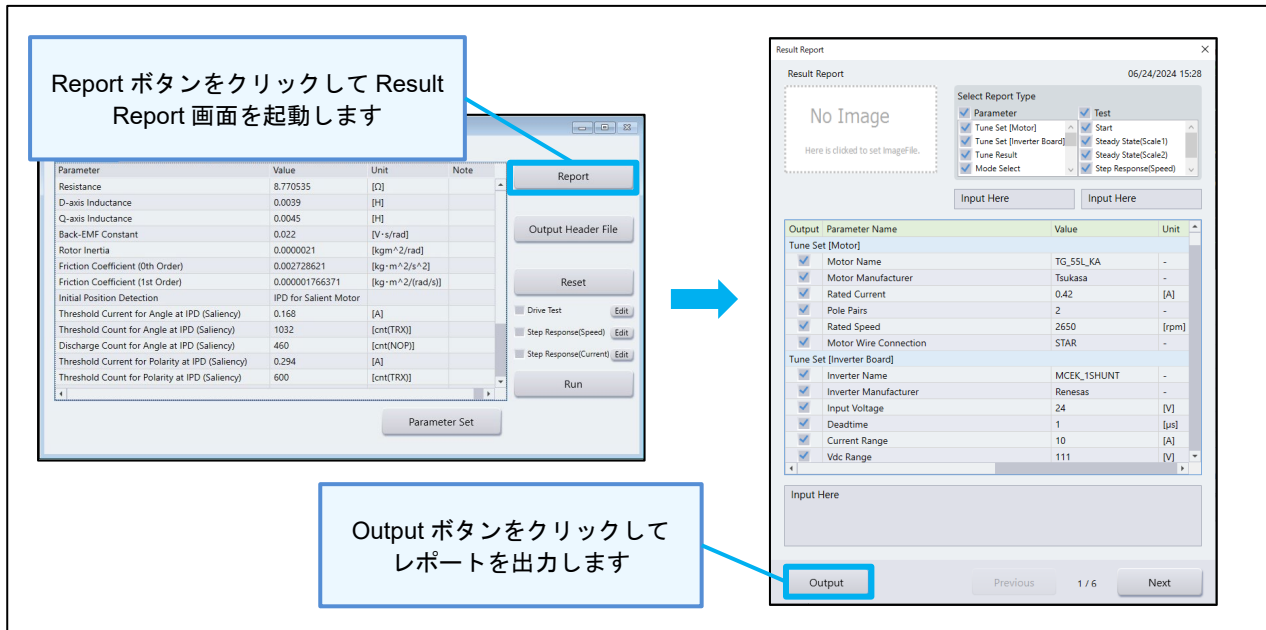 Report ボタンをクリックして Result
Report 画面を起動します
Parameter Value Unit Note
Resistance 8.770535 [Ω]
D-axis Inductance 0.0039 [H]
Q-axis Inductance 0.0045 [H]
Back-EMF Constant 0.022 [V･s/rad]
Rotor Inertia 0.0000021 [kgm^2/rad]
Friction Coefficient (0th Order) 0.002728621 [kg･m^2/s^2]
Friction Coefficient (1st Order) 0.000001766371 [kg･m^2/(rad/s)]
Initial Position Detection IPD for Salient Motor
Threshold Current for Angle at IPD (Saliency) 0.168 [A]
Threshold Count for Angle at IPD (Saliency) 1032 [cnt(TRX)]
Discharge Count for Angle at IPD (Saliency) 460 [cnt(NOP)]
Threshold Current for Polarity at IPD (Saliency) 0.294 [A]
Threshold Count for Polarity at IPD (Saliency) 600 [cnt(TRX)]
Report
Output Header File
Reset
Drive Test Edit
Step Response(Speed) Edit
Step Response(Current) Edit
Run
Parameter Set
Result Report
Result Report 06/24/2024 15:28
No Image
Here is clicked to set ImageFile.
Select Report Type
Parameter Test
Tune Set [Motor] Start
Tune Set [Inverter Board] Steady State(Scale1)
Tune Result Steady State(Scale2)
Mode Select Step Response(Speed)
Input Here Input Here
Output Parameter Name Value Unit
Tune Set [Motor]
Motor Name TG_55L_KA -
Motor Manufacturer Tsukasa -
Rated Current 0.42 [A]
Pole Pairs 2 -
Rated Speed 2650 [rpm]
Motor Wire Connection STAR -
Tune Set [Inverter Board]
Inverter Name MCEK_1SHUNT -
Inverter Manufacturer Renesas -
Input Voltage 24 [V]
Deadtime 1 [μs]
Current Range 10 [A]
Vdc Range 111 [V]
Input Here
Output Previous 1 / 6 Next
Output ボタンをクリックして
レポートを出力します